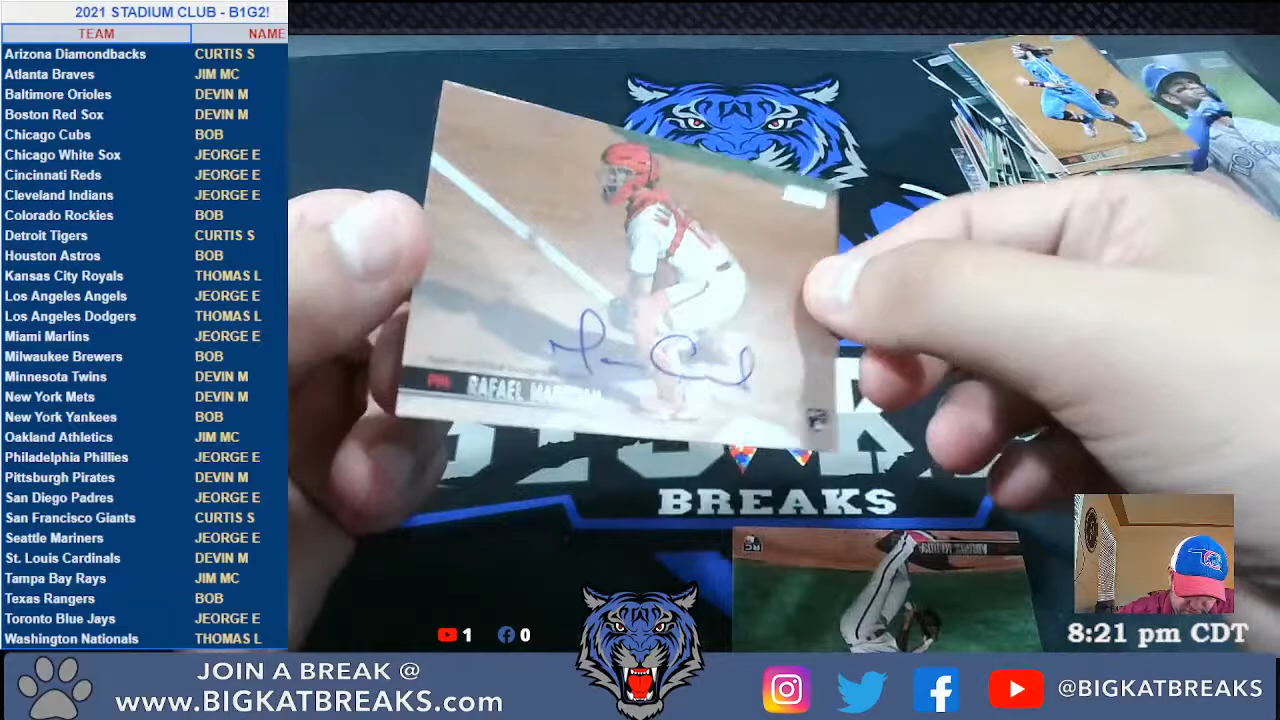 2021 STADIUM CLUB - B1G2!
TEAM NAME
Arizona Diamondbacks CURTIS S
Atlanta Braves JIM MC
Baltimore Orioles DEVIN M
Boston Red Sox DEVIN M
Chicago Cubs BOB
Chicago White Sox JEORGE E
Cincinnati Reds JEORGE E
Cleveland Indians JEORGE E
Colorado Rockies BOB
Detroit Tigers CURTIS S
Houston Astros BOB
Kansas City Royals THOMAS L
Los Angeles Angels JEORGE E
Los Angeles Dodgers THOMAS L
Miami Marlins JEORGE E
Milwaukee Brewers BOB
Minnesota Twins DEVIN M
New York Mets DEVIN M
New York Yankees BOB
Oakland Athletics JIM MC
Philadelphia Phillies JEORGE E
Pittsburgh Pirates DEVIN M
San Diego Padres JEORGE E
San Francisco Giants CURTIS S
Seattle Mariners JEORGE E
St. Louis Cardinals DEVIN M
Tampa Bay Rays JIM MC
Texas Rangers BOB
Toronto Blue Jays JEORGE E
Washington Nationals THOMAS L
RAFAEL
BREAKS
1 0
8:21 pm CDT
JOIN A BREAK @
www.BIGKATBREAKS.com
@BIGKATBREAKS